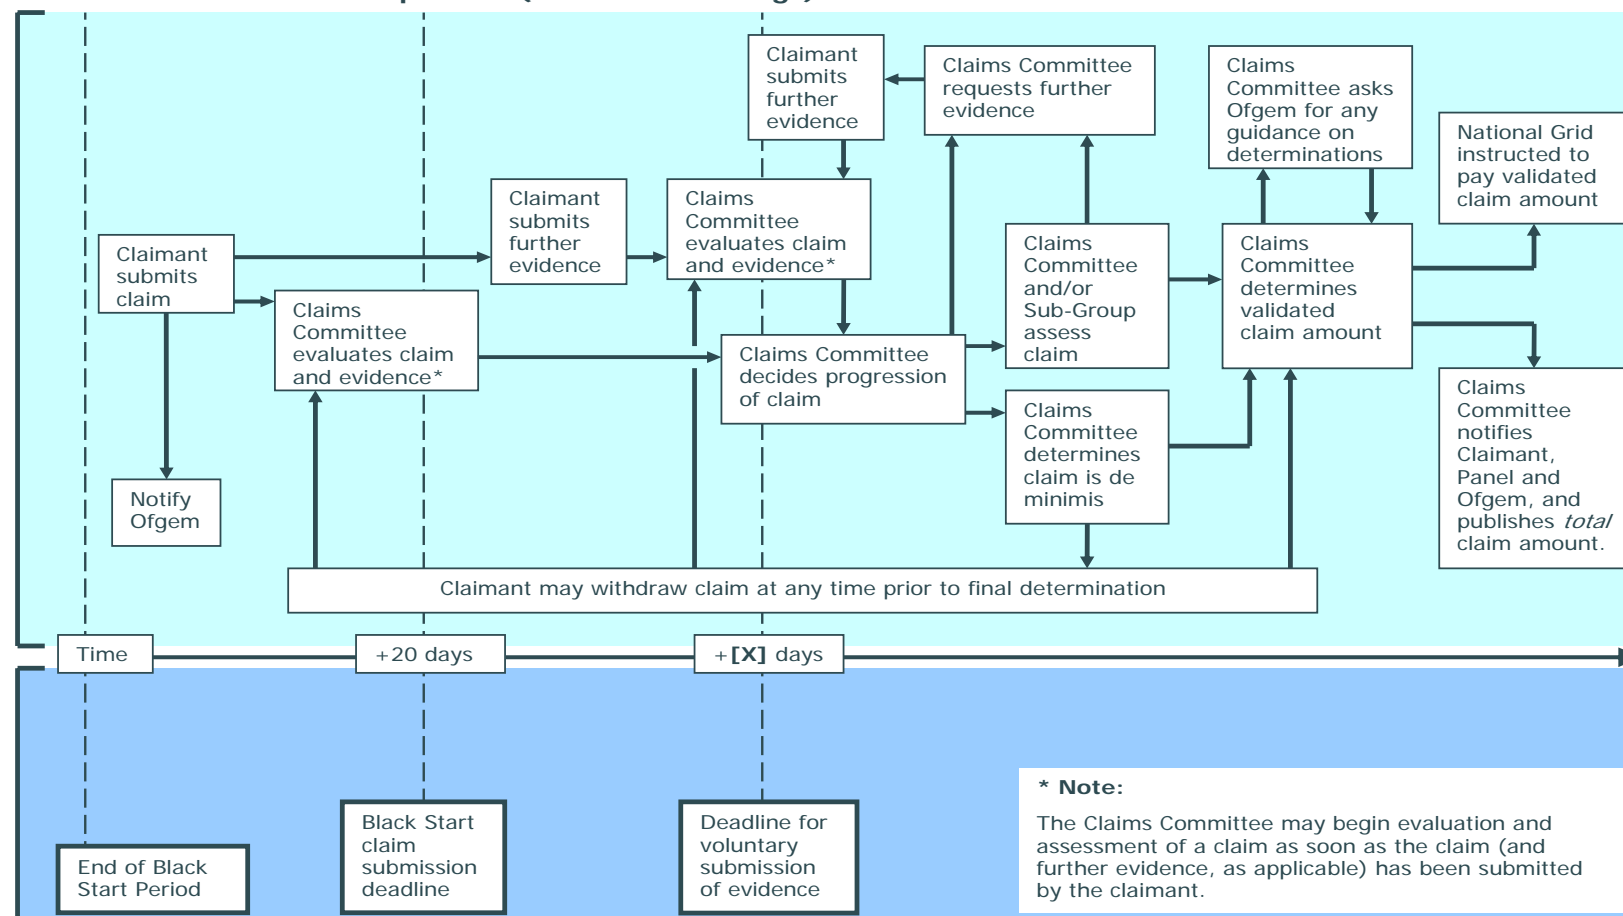 Claimant
submits
further
evidence
Claims Committee
requests further
evidence
Claims
Committee asks
Ofgem for any
guidance on
determinations
National Grid
instructed to
pay validated
claim amount
Claimant
submits
further
evidence
Claims
Committee
evaluates claim
and evidence*
Claimant
submits
claim
Claims
Committee
and/or
Sub-Group
assess
claim
Claims
Committee
determines
validated
claim amount
Claims
Committee
evaluates claim
and evidence*
Claims Committee
decides progression
of claim
Claims
Committee
determines
claim is de
minimis
Claims
Committee
notifies
Claimant,
Panel and
Ofgem, and
publishes total
claim amount.
Notify
Ofgem
Claimant may withdraw claim at any time prior to final determination
Time
+20 days
+[X] days
End of Black
Start Period
Black Start
claim
submission
deadline
Deadline for
voluntary
submission
of evidence
* Note:
The Claims Committee may begin evaluation and
assessment of a claim as soon as the claim (and
further evidence, as applicable) has been submitted
by the claimant.